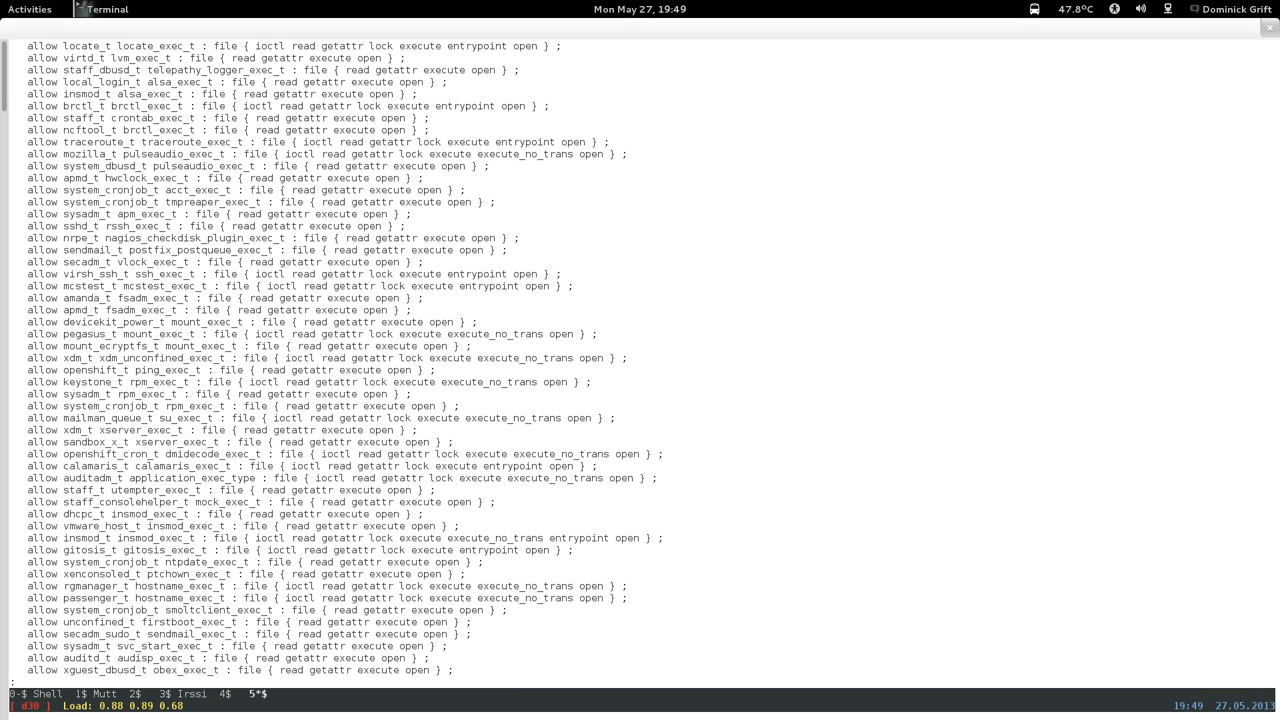 Activities Terminal Mon May 27, 19:49 47.8°C Dominick Grift
allow locate_t locate_exec_t : file { ioctl read getattr lock execute entrypoint open } ;
allow virtd_t lvm_exec_t : file { read getattr execute open } ;
allow staff_dbusd_t telepathy_logger_exec_t : file { read getattr execute open } ;
allow local_login_t alsa_exec_t : file { read getattr execute open } ;
allow insmod_t alsa_exec_t : file { read getattr execute open } ;
allow brctl_t brctl_exec_t : file { ioctl read getattr lock execute entrypoint open } ;
allow staff_t crontab_exec_t : file { read getattr execute open } ;
allow ncftool_t brctl_exec_t : file { read getattr execute open } ;
allow traceroute_t traceroute_exec_t : file { ioctl read getattr lock execute entrypoint open } ;
allow mozilla_t pulseaudio_exec_t : file { ioctl read getattr lock execute execute_no_trans open } ;
allow system_dbusd_t pulseaudio_exec_t : file { read getattr execute open } ;
allow apmd_t hwclock_exec_t : file { read getattr execute open } ;
allow system_cronjob_t acct_exec_t : file { read getattr execute open } ;
allow system_cronjob_t tmpreaper_exec_t : file { read getattr execute open } ;
allow sysadm_t apm_exec_t : file { read getattr execute open } ;
allow sshd_t rssh_exec_t : file { read getattr execute open } ;
allow nrpe_t nagios_checkdisk_plugin_exec_t : file { read getattr execute open } ;
allow sendmail_t postfix_postqueue_exec_t : file { read getattr execute open } ;
allow secadm_t vlock_exec_t : file { read getattr execute open } ;
allow virsh_ssh_t ssh_exec_t : file { ioctl read getattr lock execute entrypoint open } ;
allow mcstest_t mcstest_exec_t : file { ioctl read getattr lock execute entrypoint open } ;
allow amanda_t fsadm_exec_t : file { read getattr execute open } ;
allow apmd_t fsadm_exec_t : file { read getattr execute open } ;
allow devicekit_power_t mount_exec_t : file { read getattr execute open } ;
allow pegasus_t mount_exec_t : file { ioctl read getattr lock execute execute_no_trans open } ;
allow mount_ecryptfs_t mount_exec_t : file { read getattr execute open } ;
allow xdm_t xdm_unconfined_exec_t : file { ioctl read getattr lock execute execute_no_trans open } ;
allow openshift_t ping_exec_t : file { read getattr execute open } ;
allow keystone_t rpm_exec_t : file { ioctl read getattr lock execute execute_no_trans open } ;
allow sysadm_t rpm_exec_t : file { read getattr execute open } ;
allow system_cronjob_t rpm_exec_t : file { read getattr execute open } ;
allow mailman_queue_t su_exec_t : file { ioctl read getattr lock execute execute_no_trans open } ;
allow xdm_t xserver_exec_t : file { read getattr execute open } ;
allow sandbox_x_t xserver_exec_t : file { read getattr execute open } ;
allow openshift_cron_t dmidecode_exec_t : file { ioctl read getattr lock execute execute_no_trans open } ;
allow calamaris_t calamaris_exec_t : file { ioctl read getattr lock execute entrypoint open } ;
allow auditadm_t application_exec_type : file { ioctl read getattr lock execute execute_no_trans open } ;
allow staff_t utempter_exec_t : file { read getattr execute open } ;
allow staff_consolehelper_t mock_exec_t : file { read getattr execute open } ;
allow dhcpc_t insmod_exec_t : file { read getattr execute open } ;
allow vmware_host_t insmod_exec_t : file { read getattr execute open } ;
allow insmod_t insmod_exec_t : file { ioctl read getattr lock execute execute_no_trans entrypoint open } ;
allow gitosis_t gitosis_exec_t : file { ioctl read getattr lock execute entrypoint open } ;
allow system_cronjob_t ntpdate_exec_t : file { read getattr execute open } ;
allow xenconsoled_t ptchown_exec_t : file { read getattr execute open } ;
allow rgmanager_t hostname_exec_t : file { ioctl read getattr lock execute execute_no_trans open } ;
allow passenger_t hostname_exec_t : file { ioctl read getattr lock execute execute_no_trans open } ;
allow system_cronjob_t smoltclient_exec_t : file { read getattr execute open } ;
allow unconfined_t firstboot_exec_t : file { read getattr execute open } ;
allow secadm_sudo_t sendmail_exec_t : file { read getattr execute open } ;
allow sysadm_t svc_start_exec_t : file { read getattr execute open } ;
allow auditd_t audisp_exec_t : file { read getattr execute open } ;
allow xguest_dbusd_t obex_exec_t : file { read getattr execute open } ;
:
0-$ Shell 1$ Mutt 2$ 3$ Irssi 4$ 5*$
[ d30 ] Load: 0.88 0.89 0.68 19:49 27.05.2013